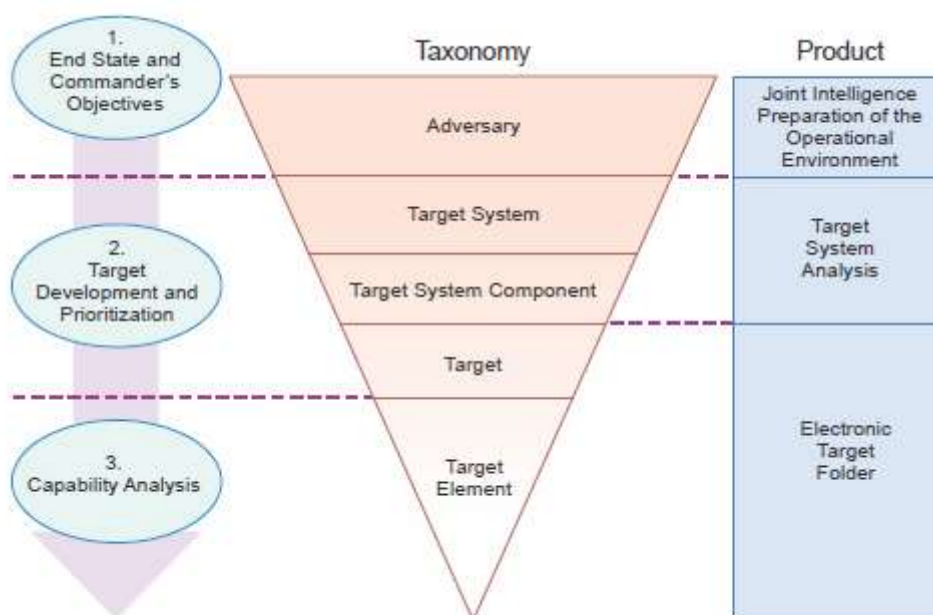 1.
End State and
Commander's
Objectives
2.
Target
Development and
Prioritization
3.
Capability Analysis
Taxonomy
Adversary
Target System
Target System Component
Target
Target
Element
Product
Joint Intelligence
Preparation of the
Operational
Environment
Target
System
Analysis
Electronic
Target
Folder